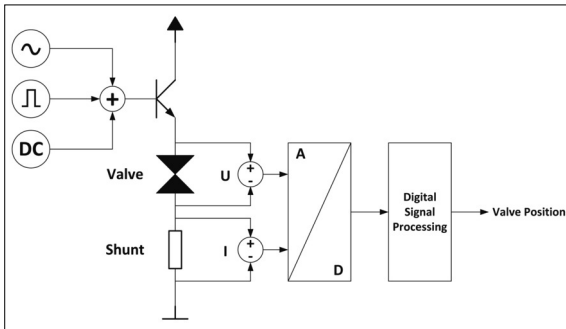 DC
Valve
U
+
-
Shunt
I
+
-
A
D
Digital
Signal
Processing
Valve Position
+